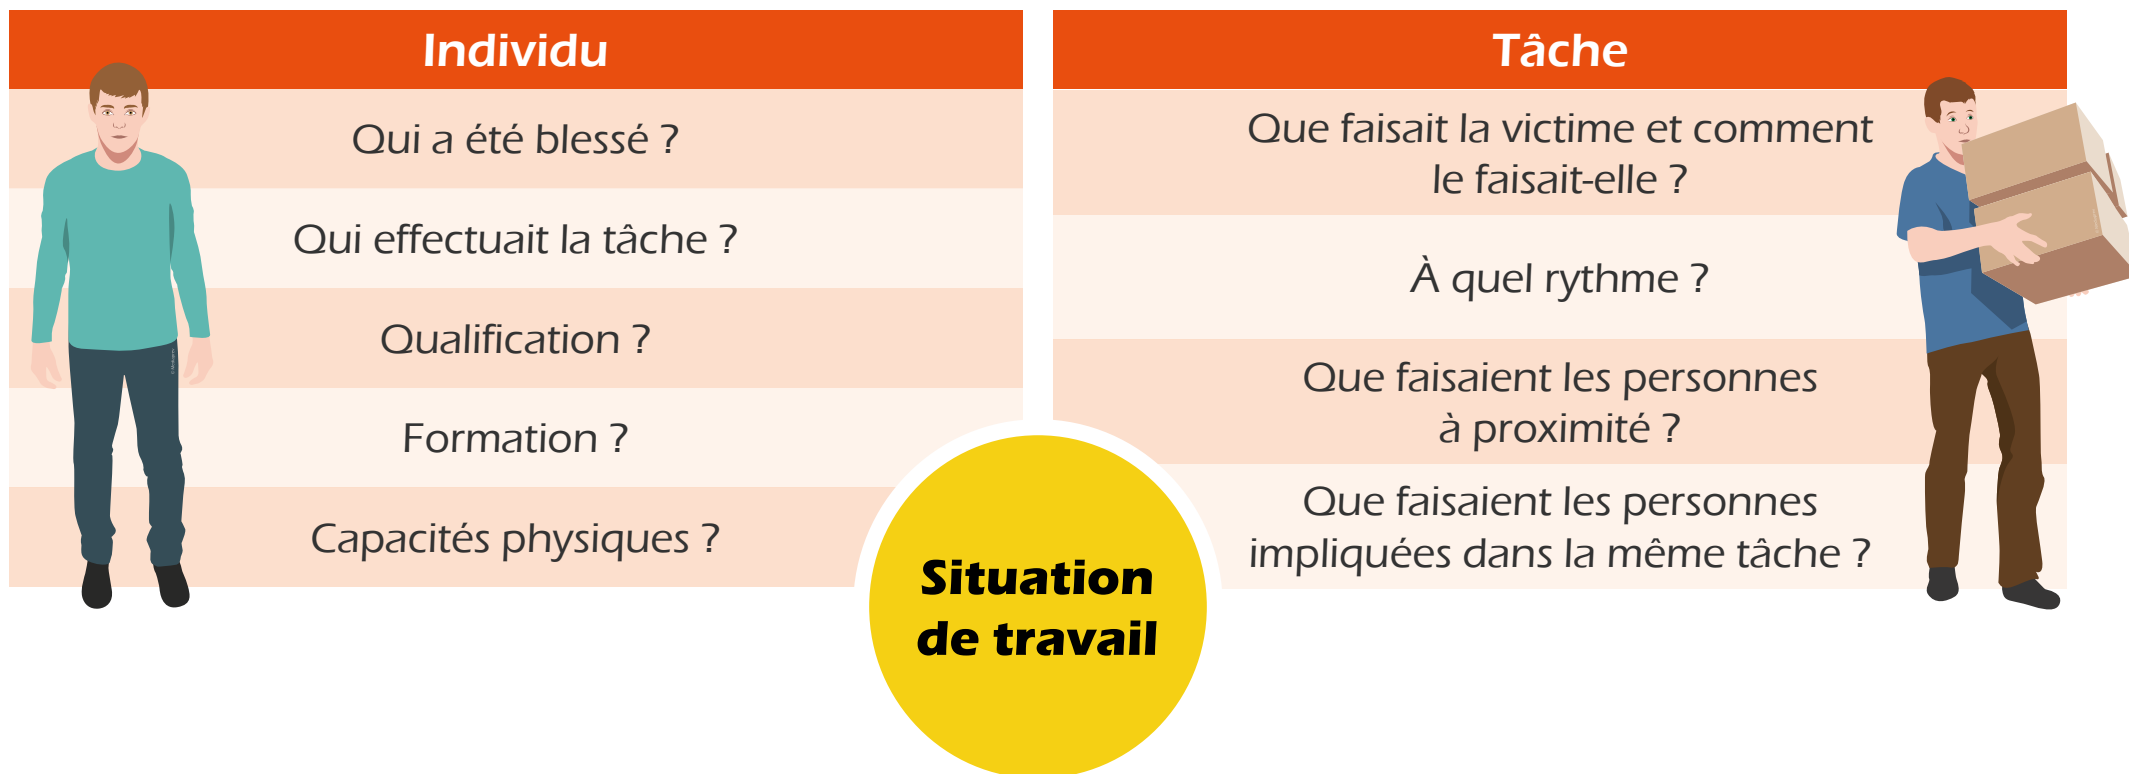 Individu
Qui a été blessé ?
Qui effectuait la tâche ?
Qualification ?
Formation ?
Capacités physiques ?
Tâche
Que faisait la victime et comment
le faisait-elle ?
À quel rythme ?
Que faisaient les personnes
à proximité ?
Que faisaient les personnes
impliquées dans la même tâche ?
Situation
de travail